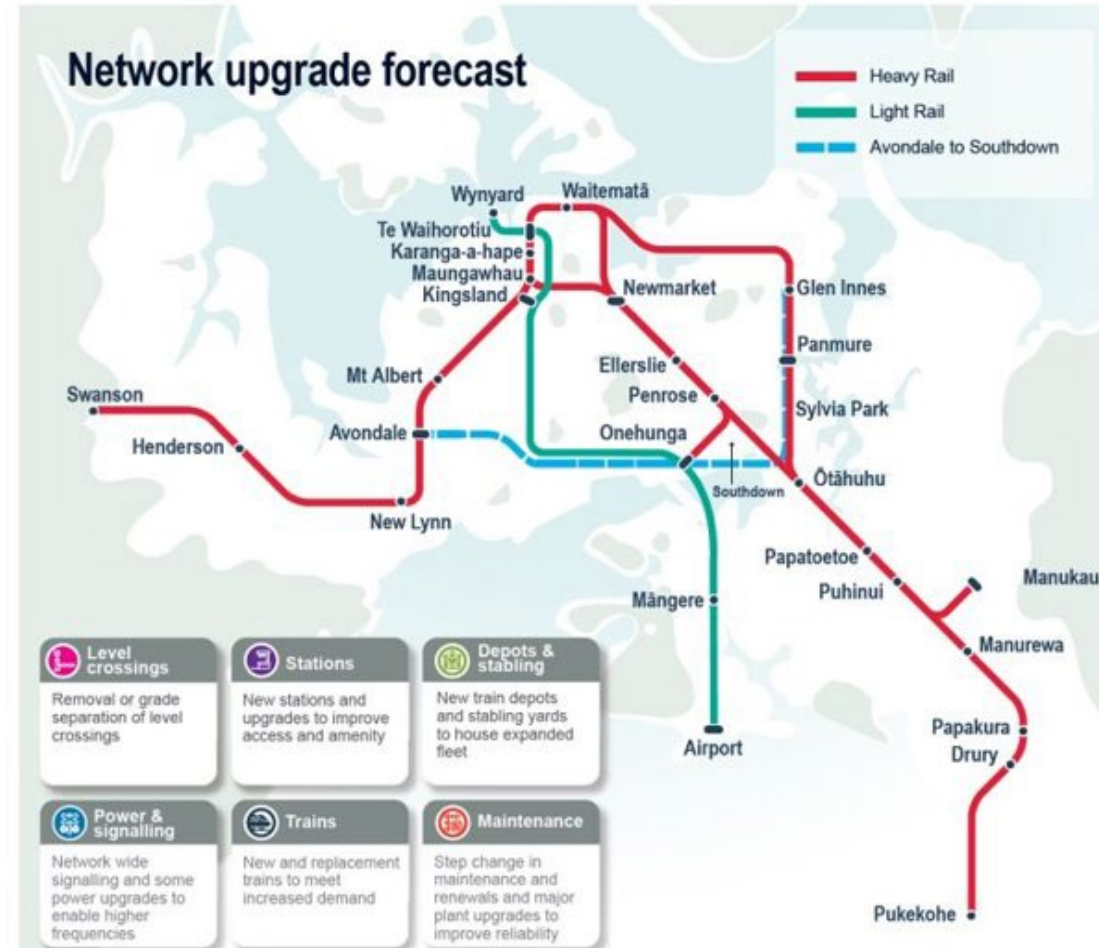 Network upgrade forecast
Heavy Rail
Light Rail
Avondale to Southdown
Wynyard
Waitematā
Te Waihorotiu
Karanga-a-hape
Maungawhau
Kingsland
Newmarket
Glen Innes
Panmure
Ellerslie
Mt Albert
Penrose
Sylvia Park
Swanson
Avondale
Onehunga
Henderson
Southdown
Ōtāhuhu
New Lynn
Papatoetoe
Puhinui
Manukau
Māngere
Manurewa
Papakura
Drury
Airport
Pukekohe
Level
crossings
Removal or grade
separation of level
crossings
Stations
New stations and
upgrades to improve
access and amenity
Depots &
stabling
New train depots
and stabling yards
to house expanded
fleet
Power &
signalling
Network wide
signalling and some
power upgrades to
enable higher
frequencies
Trains
New and replacement
trains to meet
increased demand
Maintenance
Step change in
maintenance and
renewals and major
plant upgrades to
improve reliability